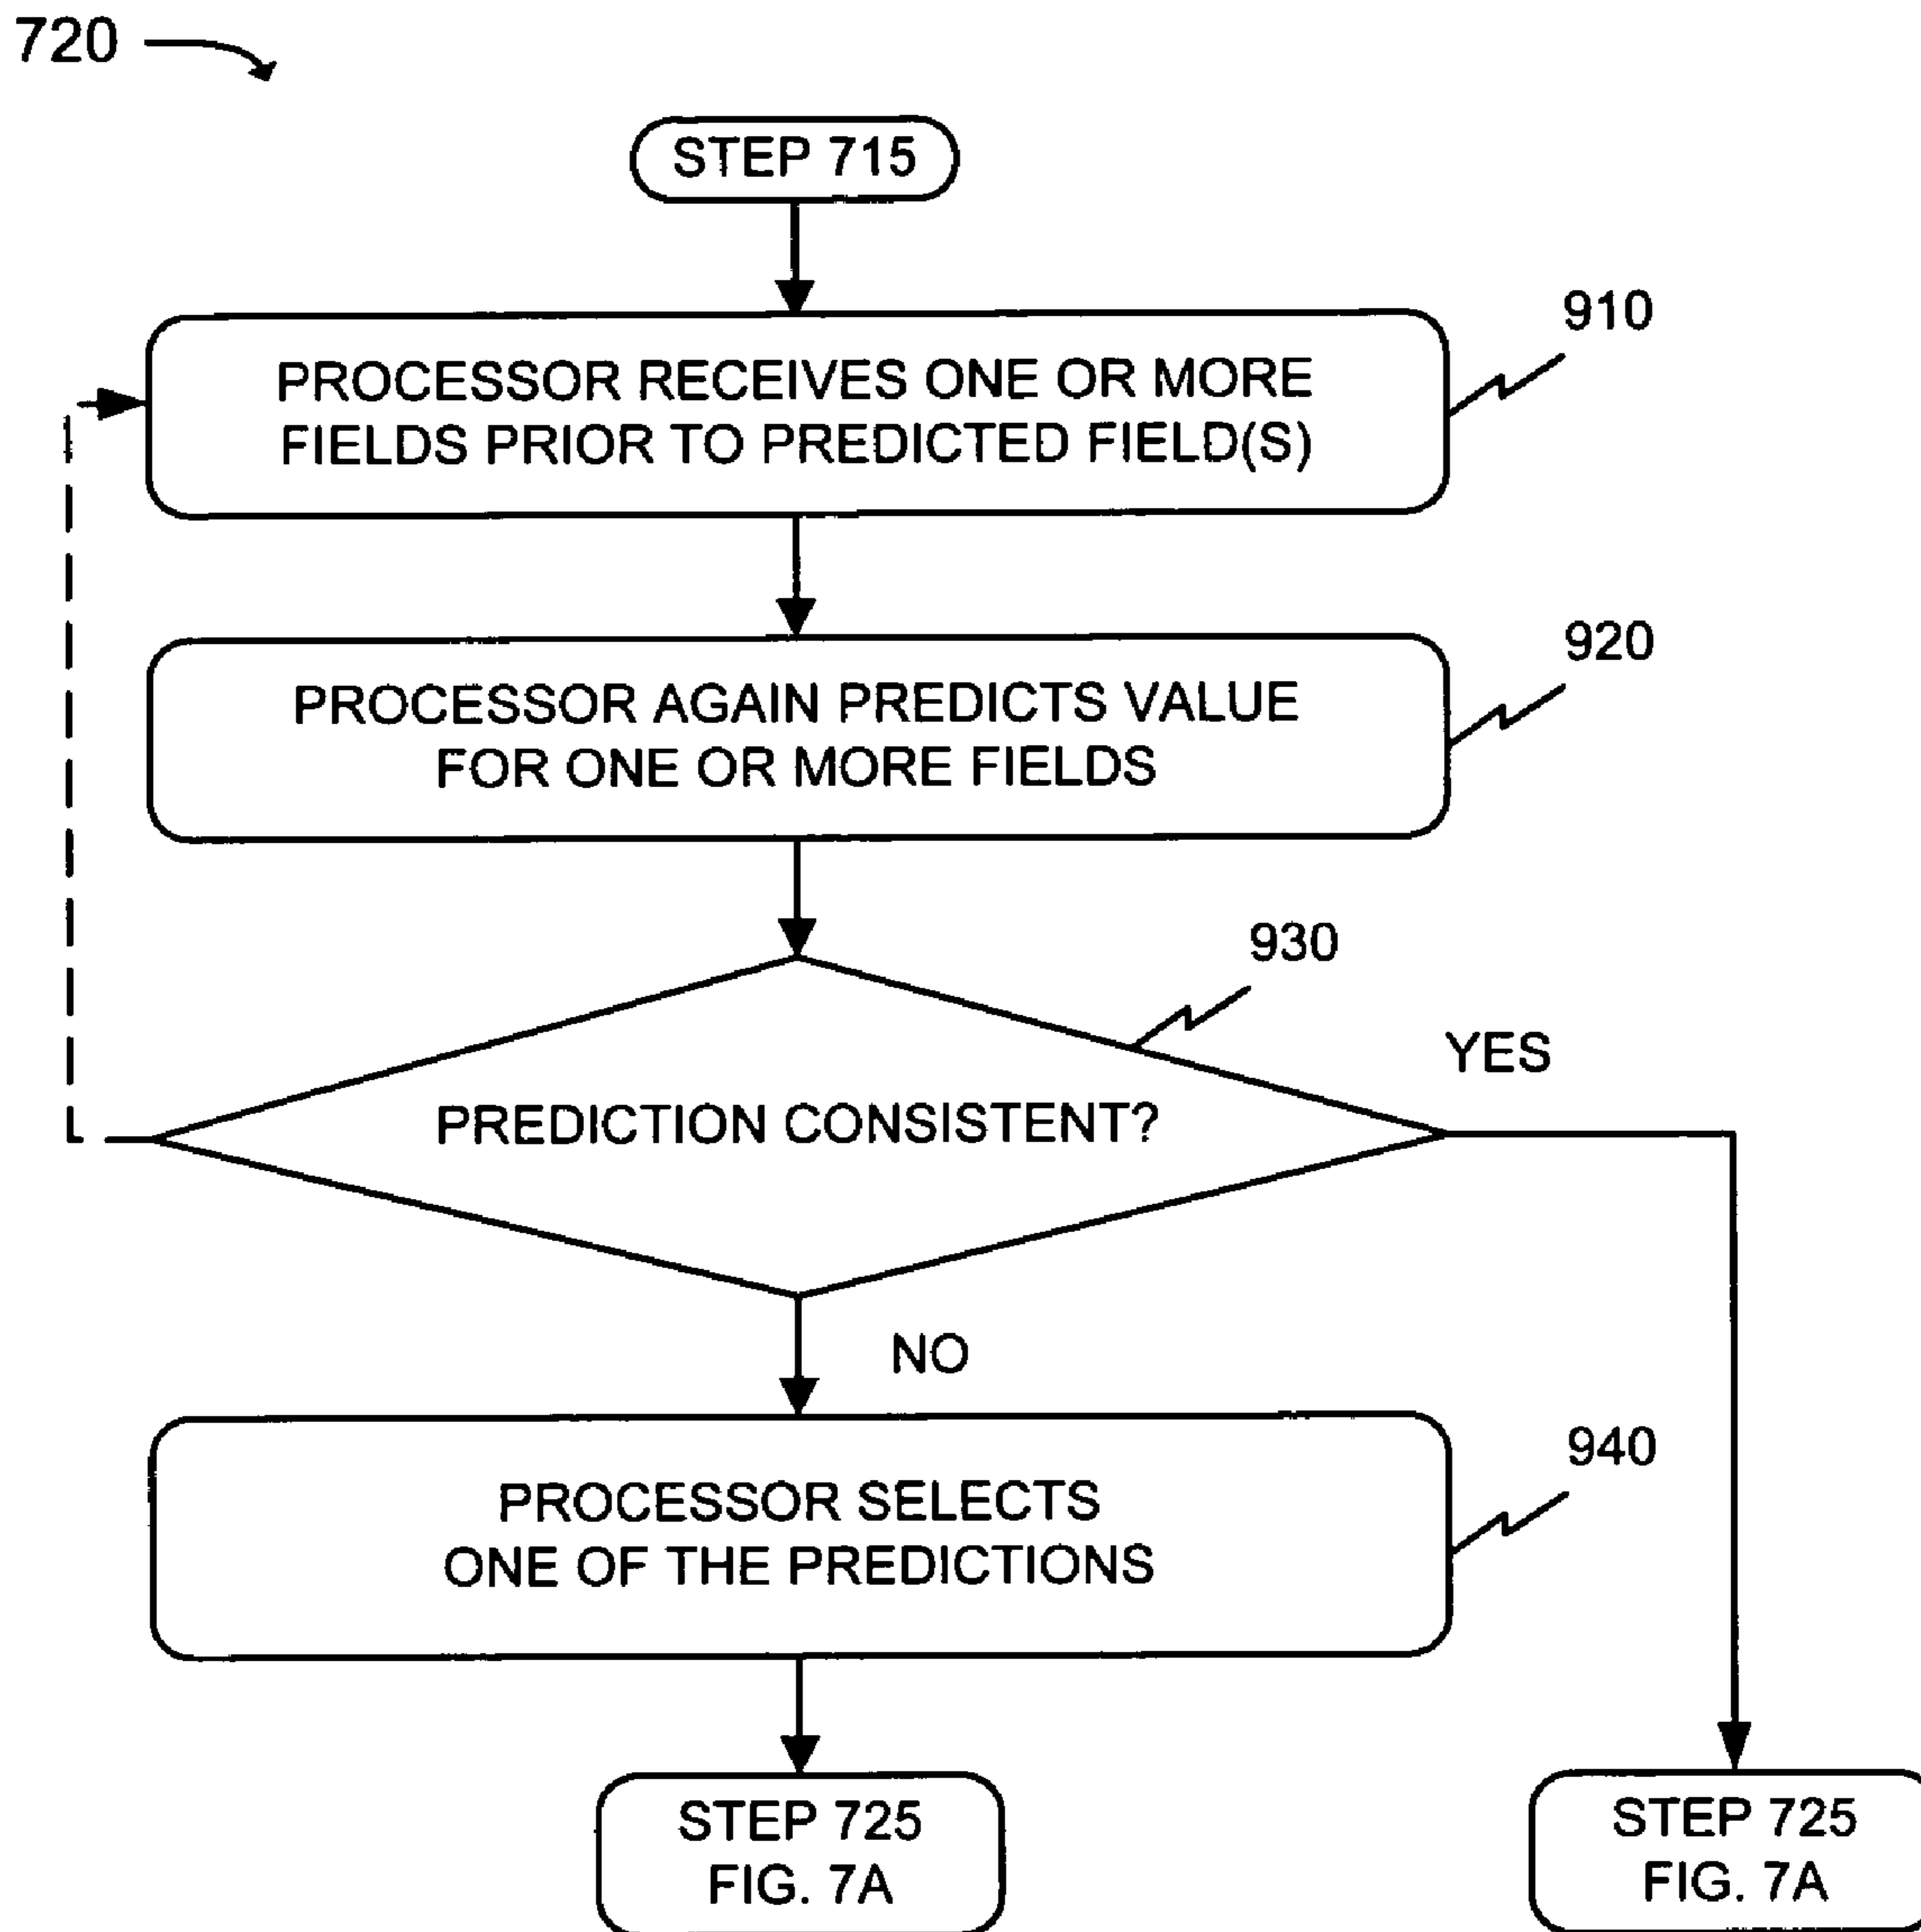 720
STEP 715
910
PROCESSOR RECEIVES ONE OR MORE
FIELDS PRIOR TO PREDICTED FIELD(S)
920
PROCESSOR AGAIN PREDICTS VALUE
FOR ONE OR MORE FIELDS
930
YES
PREDICTION CONSISTENT?
NO
940
PROCESSOR SELECTS
ONE OF THE PREDICTIONS
STEP 725
FIG. 7A
STEP 725
FIG. 7A